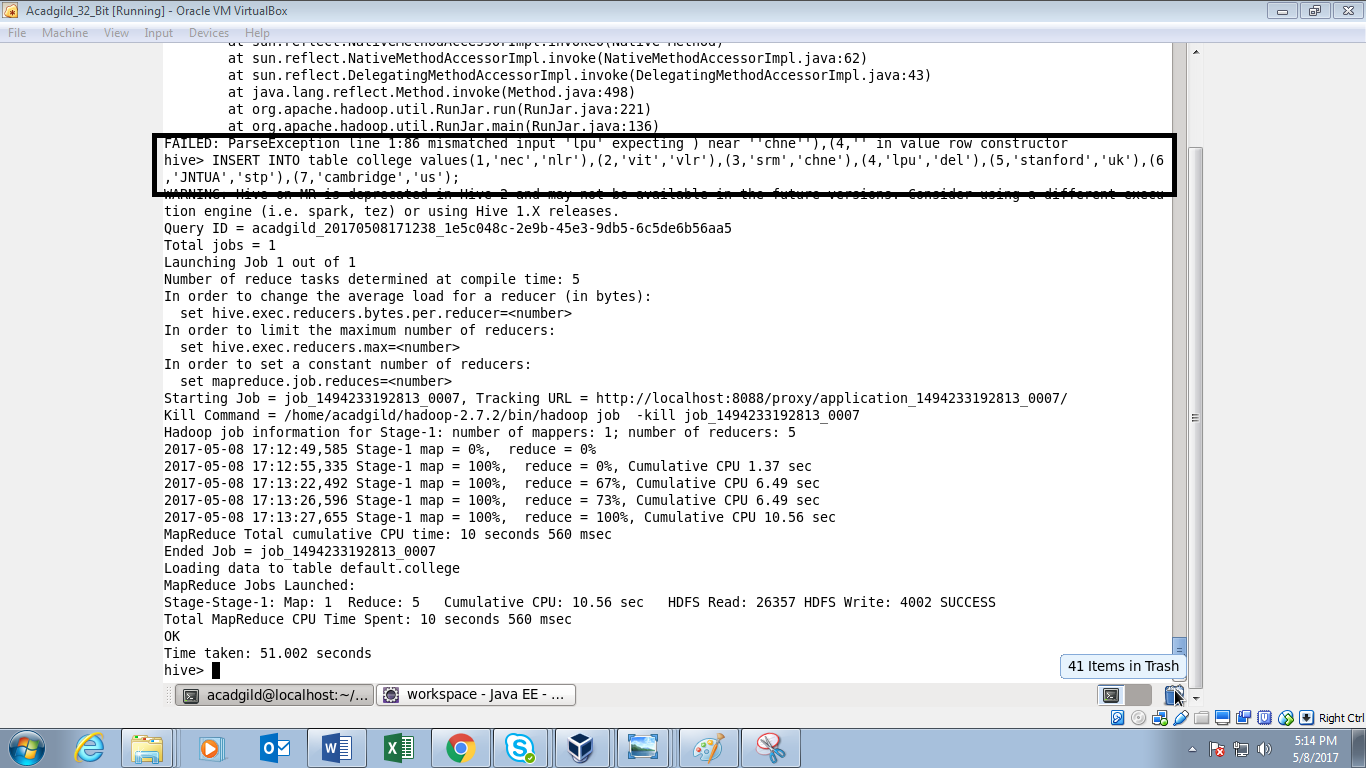 Acadgild_32_Bit [Running] - Oracle VM VirtualBox
File Machine View Input Devices Help
at sun.reflect.NativeMethodAccessorImpl.invoke0(Native Method)
at sun.reflect.NativeMethodAccessorImpl.invoke(NativeMethodAccessorImpl.java:62)
at sun.reflect.DelegatingMethodAccessorImpl.invoke(DelegatingMethodAccessorImpl.java:43)
at java.lang.reflect.Method.invoke(Method.java:498)
at org.apache.hadoop.util.RunJar.run(RunJar.java:221)
at org.apache.hadoop.util.RunJar.main(RunJar.java:136)
FAILED: ParseException line 1:86 mismatched input 'lpu' expecting ) near ''chne''),(4,'' in value row constructor
hive> INSERT INTO table college values(1,'nec','nlr'),(2,'vit','vlr'),(3,'srm','chne'),(4,'lpu','del'),(5,'stanford','uk'),(6
,'JNTUA','stp'),(7,'cambridge','us');
WARNING: Hive-on-MR is deprecated in Hive 2 and may not be available in the future versions. Consider using a different execu
tion engine (i.e. spark, tez) or using Hive 1.X releases.
Query ID = acadgild_20170508171238_1e5c048c-2e9b-45e3-9db5-6c5de6b56aa5
Total jobs = 1
Launching Job 1 out of 1
Number of reduce tasks determined at compile time: 5
In order to change the average load for a reducer (in bytes):
set hive.exec.reducers.bytes.per.reducer=<number>
In order to limit the maximum number of reducers:
set hive.exec.reducers.max=<number>
In order to set a constant number of reducers:
set mapreduce.job.reduces=<number>
Starting Job = job_1494233192813_0007, Tracking URL = http://localhost:8088/proxy/application_1494233192813_0007/
Kill Command = /home/acadgild/hadoop-2.7.2/bin/hadoop job  -kill job_1494233192813_0007
Hadoop job information for Stage-1: number of mappers: 1; number of reducers: 5
2017-05-08 17:12:49,585 Stage-1 map = 0%,  reduce = 0%
2017-05-08 17:12:55,335 Stage-1 map = 100%,  reduce = 0%, Cumulative CPU 1.37 sec
2017-05-08 17:13:22,492 Stage-1 map = 100%,  reduce = 67%, Cumulative CPU 6.49 sec
2017-05-08 17:13:26,596 Stage-1 map = 100%,  reduce = 73%, Cumulative CPU 6.49 sec
2017-05-08 17:13:27,655 Stage-1 map = 100%,  reduce = 100%, Cumulative CPU 10.56 sec
MapReduce Total cumulative CPU time: 10 seconds 560 msec
Ended Job = job_1494233192813_0007
Loading data to table default.college
MapReduce Jobs Launched:
Stage-Stage-1: Map: 1  Reduce: 5   Cumulative CPU: 10.56 sec   HDFS Read: 26357 HDFS Write: 4002 SUCCESS
Total MapReduce CPU Time Spent: 10 seconds 560 msec
OK
Time taken: 51.002 seconds
hive>
41 Items in Trash
acadgild@localhost:~/... workspace - Java EE - ...
Right Ctrl
5:14 PM
5/8/2017